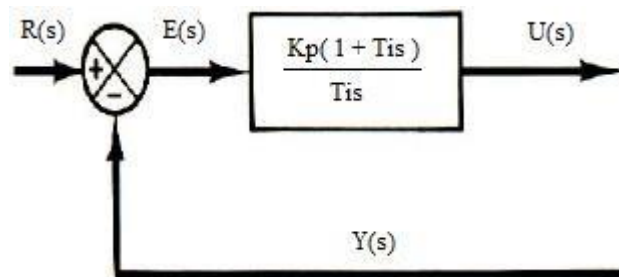 R(s)
E(s)
Kp( 1 + Tis )
Tis
U(s)
+
−
Y(s)